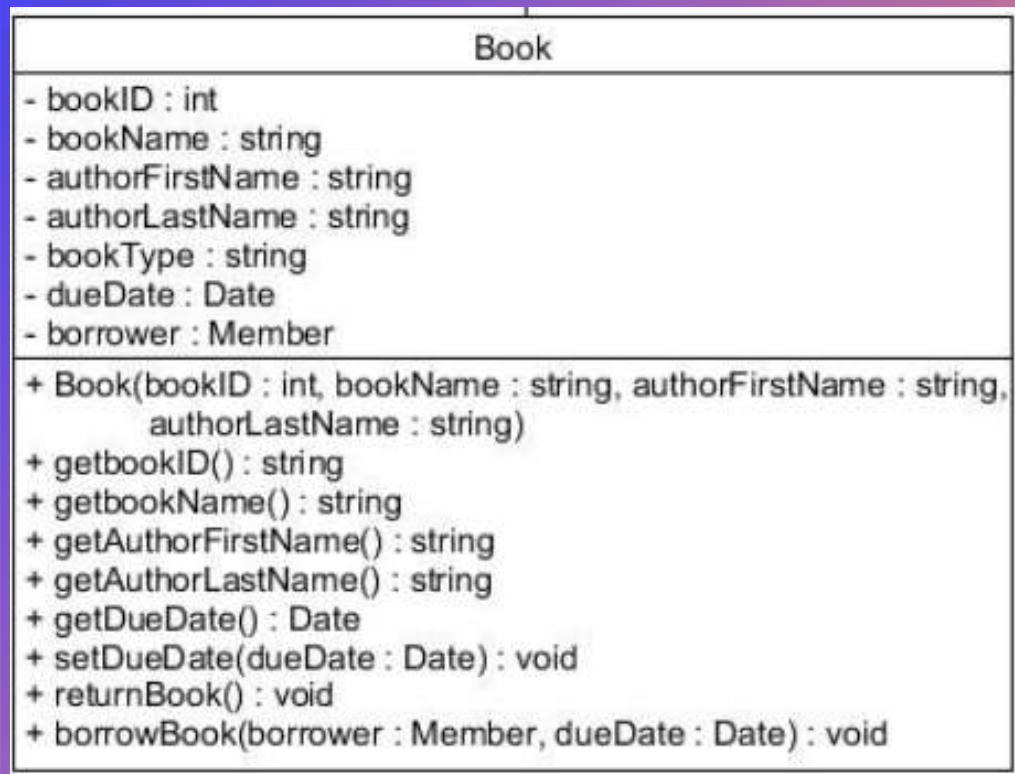 Book
- bookID : int
- bookName : string
- authorFirstName : string
- authorLastName : string
- bookType : string
- dueDate : Date
- borrower : Member
+ Book(bookID : int, bookName : string, authorFirstName : string,
authorLastName : string)
+ getbookID() : string
+ getbookName() : string
+ getAuthorFirstName() : string
+ getAuthorLastName() : string
+ getDueDate() : Date
+ setDueDate(dueDate : Date) : void
+ returnBook() : void
+ borrowBook(borrower : Member, dueDate : Date) : void